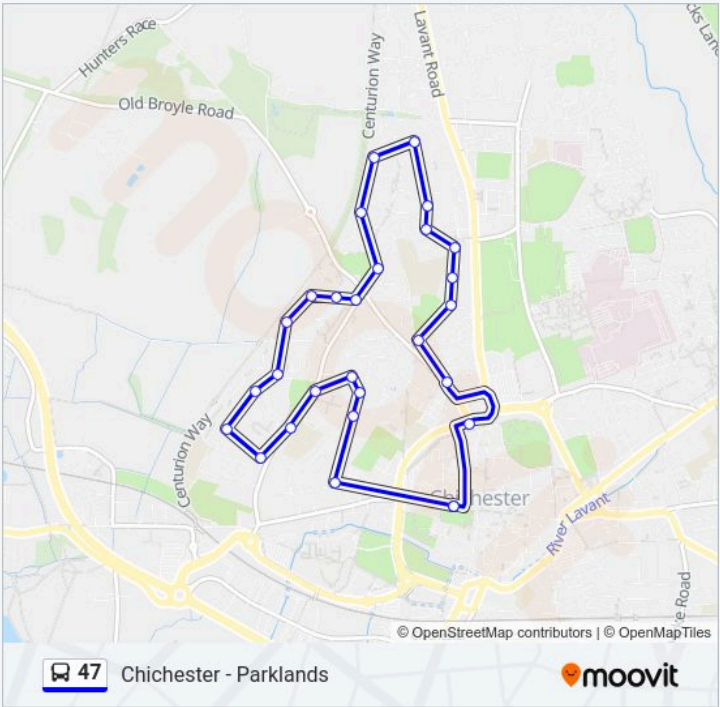 Hunters Race
Centurion Way
Lavant Road
Old Broyle Road
Centurion Way
Chichester
River Lavant
© OpenStreetMap contributors | © OpenMapTiles
47 Chichester - Parklands
moovit